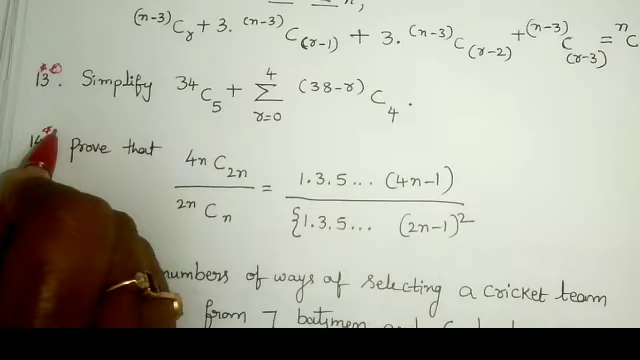 (n-3)Cᵣ + 3. (n-3)C(r-1) + 3. (n-3)C(r-2) + (n-3)C(r-3) = ⁿC
13. Simplify ³⁴C₅ + ∑⁴ᵣ₌₀ (38-r)C₄.
14. Prove that 4nC₂ₙ / 2nCₙ = 1.3.5... (4n-1) / {1.3.5... (2n-1)²
numbers of ways of selecting a cricket team
from 7 batsmen and